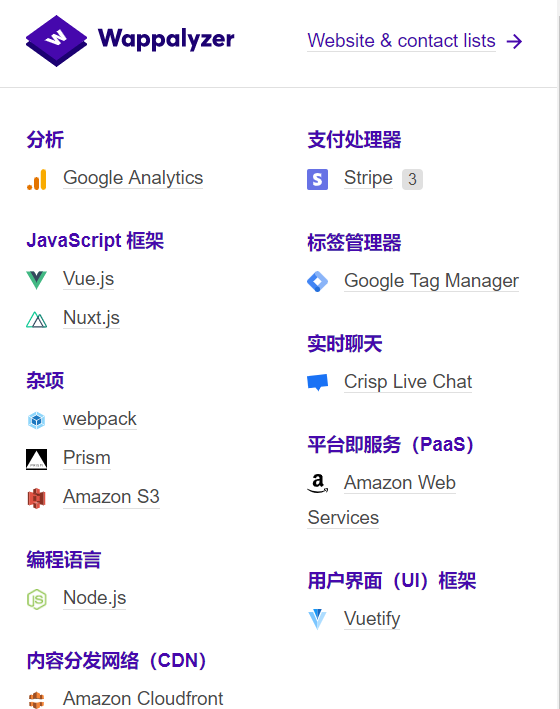 Wappalyzer
Website & contact lists
分析
Google Analytics
JavaScript 框架
Vue.js
Nuxt.js
杂项
webpack
Prism
Amazon S3
编程语言
Node.js
内容分发网络（CDN）
Amazon Cloudfront
支付处理器
Stripe 3
标签管理器
Google Tag Manager
实时聊天
Crisp Live Chat
平台即服务（PaaS）
Amazon Web
Services
用户界面（UI）框架
Vuetify